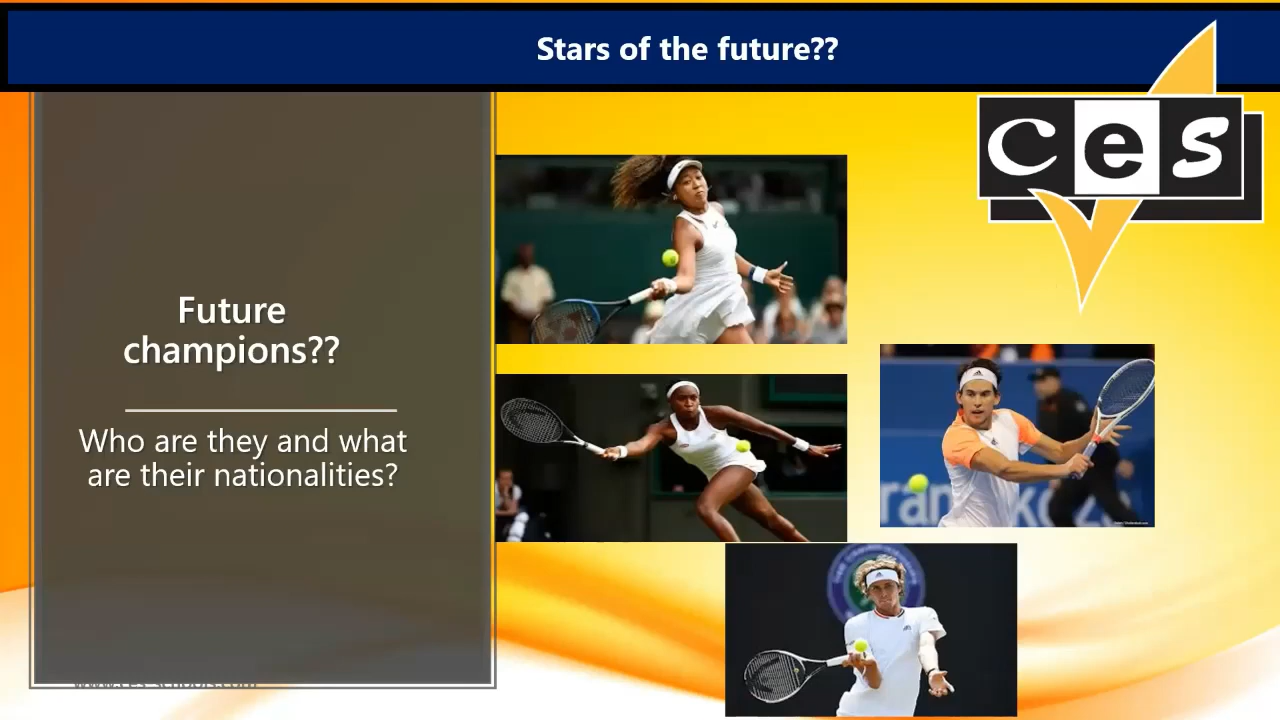 Stars of the future??
ces
Future
champions??
Who are they and what
are their nationalities?